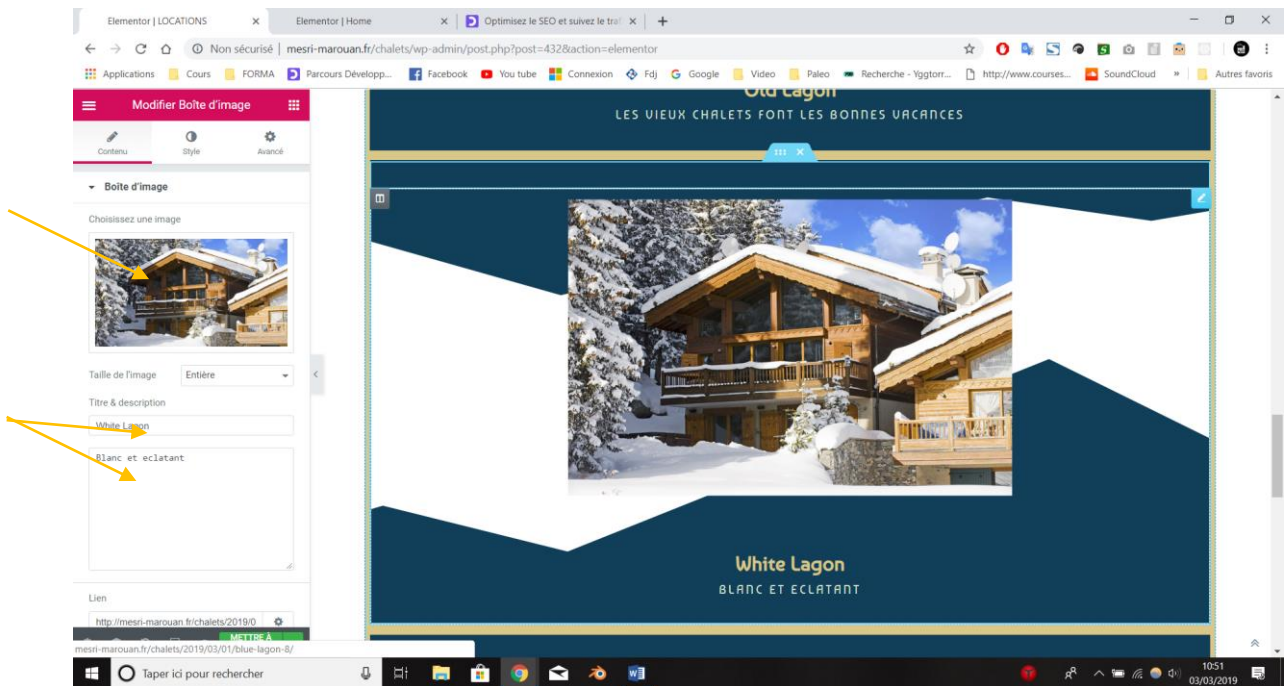 Elementor | LOCATIONS
Elementor | Home
Optimisez le SEO et suivez le traf
Non sécurisé | mesri-marouan.fr/chalets/wp-admin/post.php?post=432&action=elementor
Applications Cours FORMA Parcours Développ... Facebook You tube Connexion Fdj Google Video Paleo Recherche - Yggtorr... http://www.courses... SoundCloud » Autres favoris
Modifier Boîte d'image
Contenu Style Avancé
Boîte d'image
Choisissez une image
Taille de l'image Entière
Titre & description
White Lagon
Blanc et eclatant
Lien
http://mesri-marouan.fr/chalets/2019/0
METTRE À
mesri-marouan.fr/chalets/2019/03/01/blue-lagon-8/
Old Lagon
LES VIEUX CHALETS FONT LES BONNES VACANCES
White Lagon
BLANC ET ECLATANT
Taper ici pour rechercher
10:51
03/03/2019